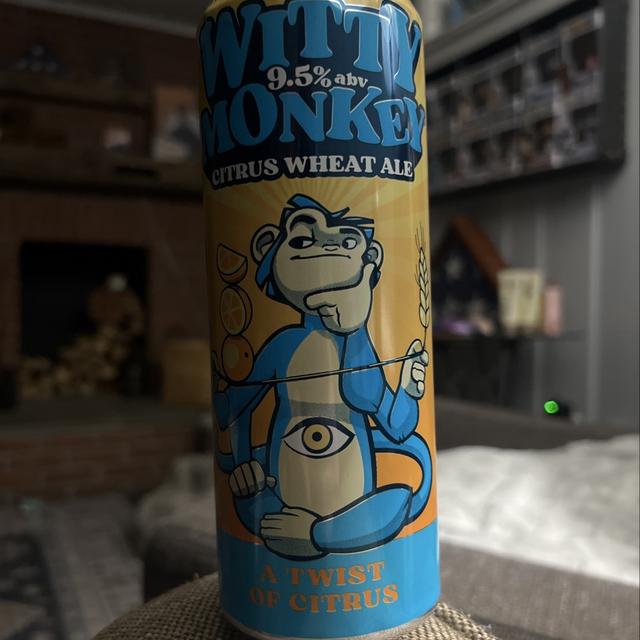 WITTY
9.5% abv
MONKEY
CITRUS WHEAT ALE
A TWIST
OF CITRUS